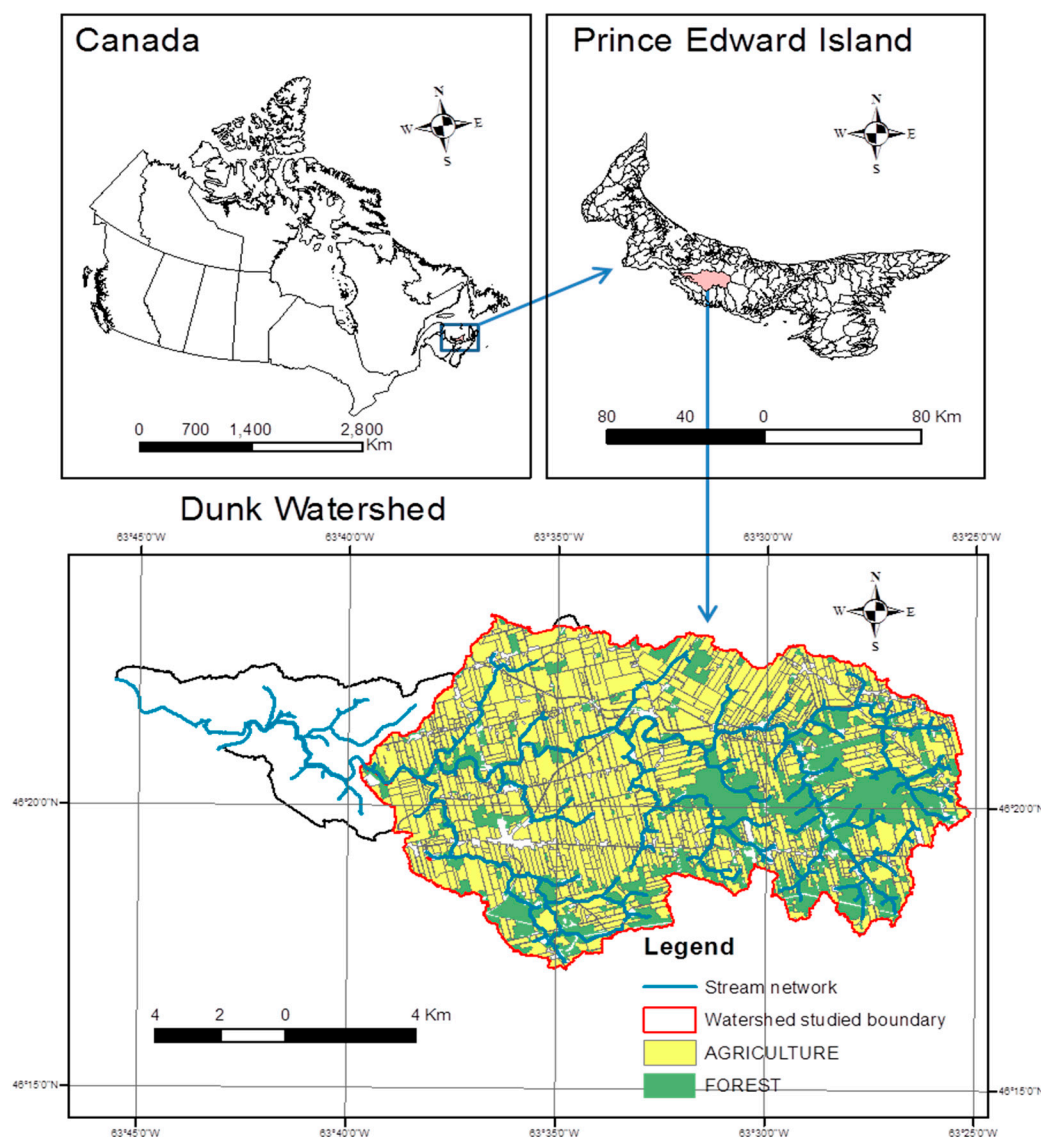 Canada
N
W
E
S
0 700 1,400 2,800
Km
Prince Edward Island
N
W
E
S
80 40 0 80 Km
Dunk Watershed
63°45'0"W 63°40'0"W 63°35'0"W 63°30'0"W 63°25'0"W
N
W
E
S
46°20'0"N 46°20'0"N
Legend
Stream network
Watershed studied boundary
AGRICULTURE
FOREST
4 2 0 4 Km
46°15'0"N 46°15'0"N
63°45'0"W 63°40'0"W 63°35'0"W 63°30'0"W 63°25'0"W